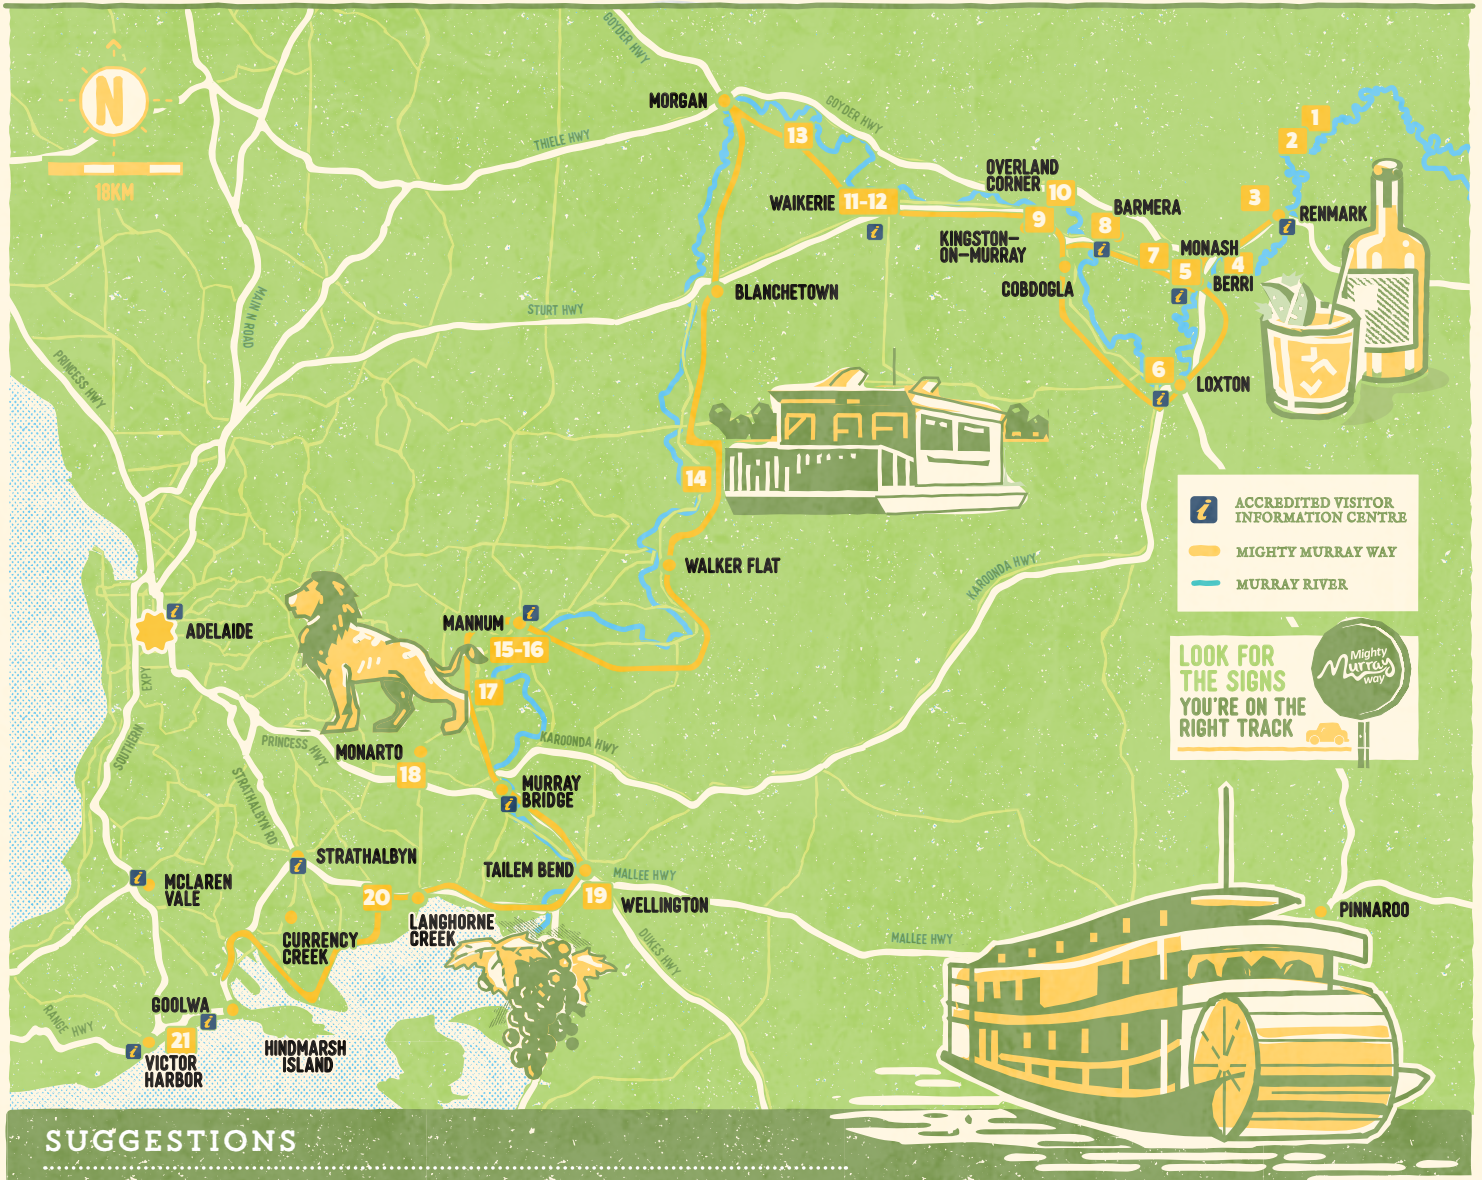 GOYDER HWY
N
18KM
MORGAN
THIELE HWY
GOYDER HWY
13
1
2
OVERLAND
CORNER
10
WAIKERIE
11-12
9
8
BARMERA
3
RENMARK
KINGSTON-
ON-MURRAY
7
MONASH
5
4
BERRI
COBDOGLA
BLANCHETOWN
MAIN N ROAD
STURT HWY
PRINCESS HWY
6
LOXTON
14
ACCREDITED VISITOR
INFORMATION CENTRE
MIGHTY MURRAY WAY
MURRAY RIVER
WALKER FLAT
KAROONDA HWY
ADELAIDE
MANNUM
15-16
17
LOOK FOR
THE SIGNS
YOU'RE ON THE
RIGHT TRACK
Mighty
Murray
way
EXPY
SOUTHERN
PRINCESS HWY
MONARTO
18
KAROONDA HWY
MURRAY
BRIDGE
STRATHALBYN RD
STRATHALBYN
TAILEM BEND
MALLEE HWY
19
WELLINGTON
MCLAREN
VALE
20
LANGHORNE
CREEK
CURRENCY
CREEK
DUKES HWY
MALLEE HWY
PINNAROO
GOOLWA
RANGE HWY
21
VICTOR
HARBOR
HINDMARSH
ISLAND
SUGGESTIONS